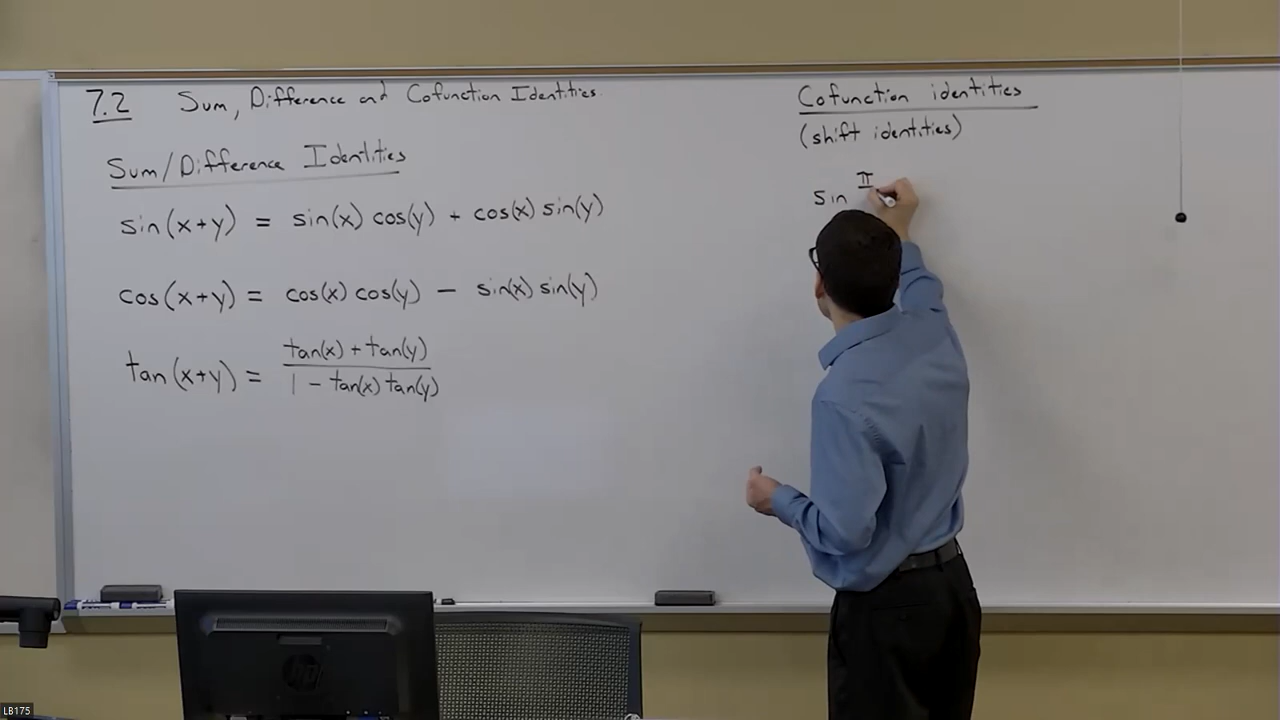 7.2 Sum, Difference and Cofunction Identities
Sum/Difference Identities
sin(x+y) = sin(x) cos(y) + cos(x) sin(y)
cos(x+y) = cos(x) cos(y) − sin(x) sin(y)
tan(x+y) = tan(x) + tan(y) / 1 − tan(x) tan(y)
Cofunction identities
(shift identities)
sin π
hp
LB175